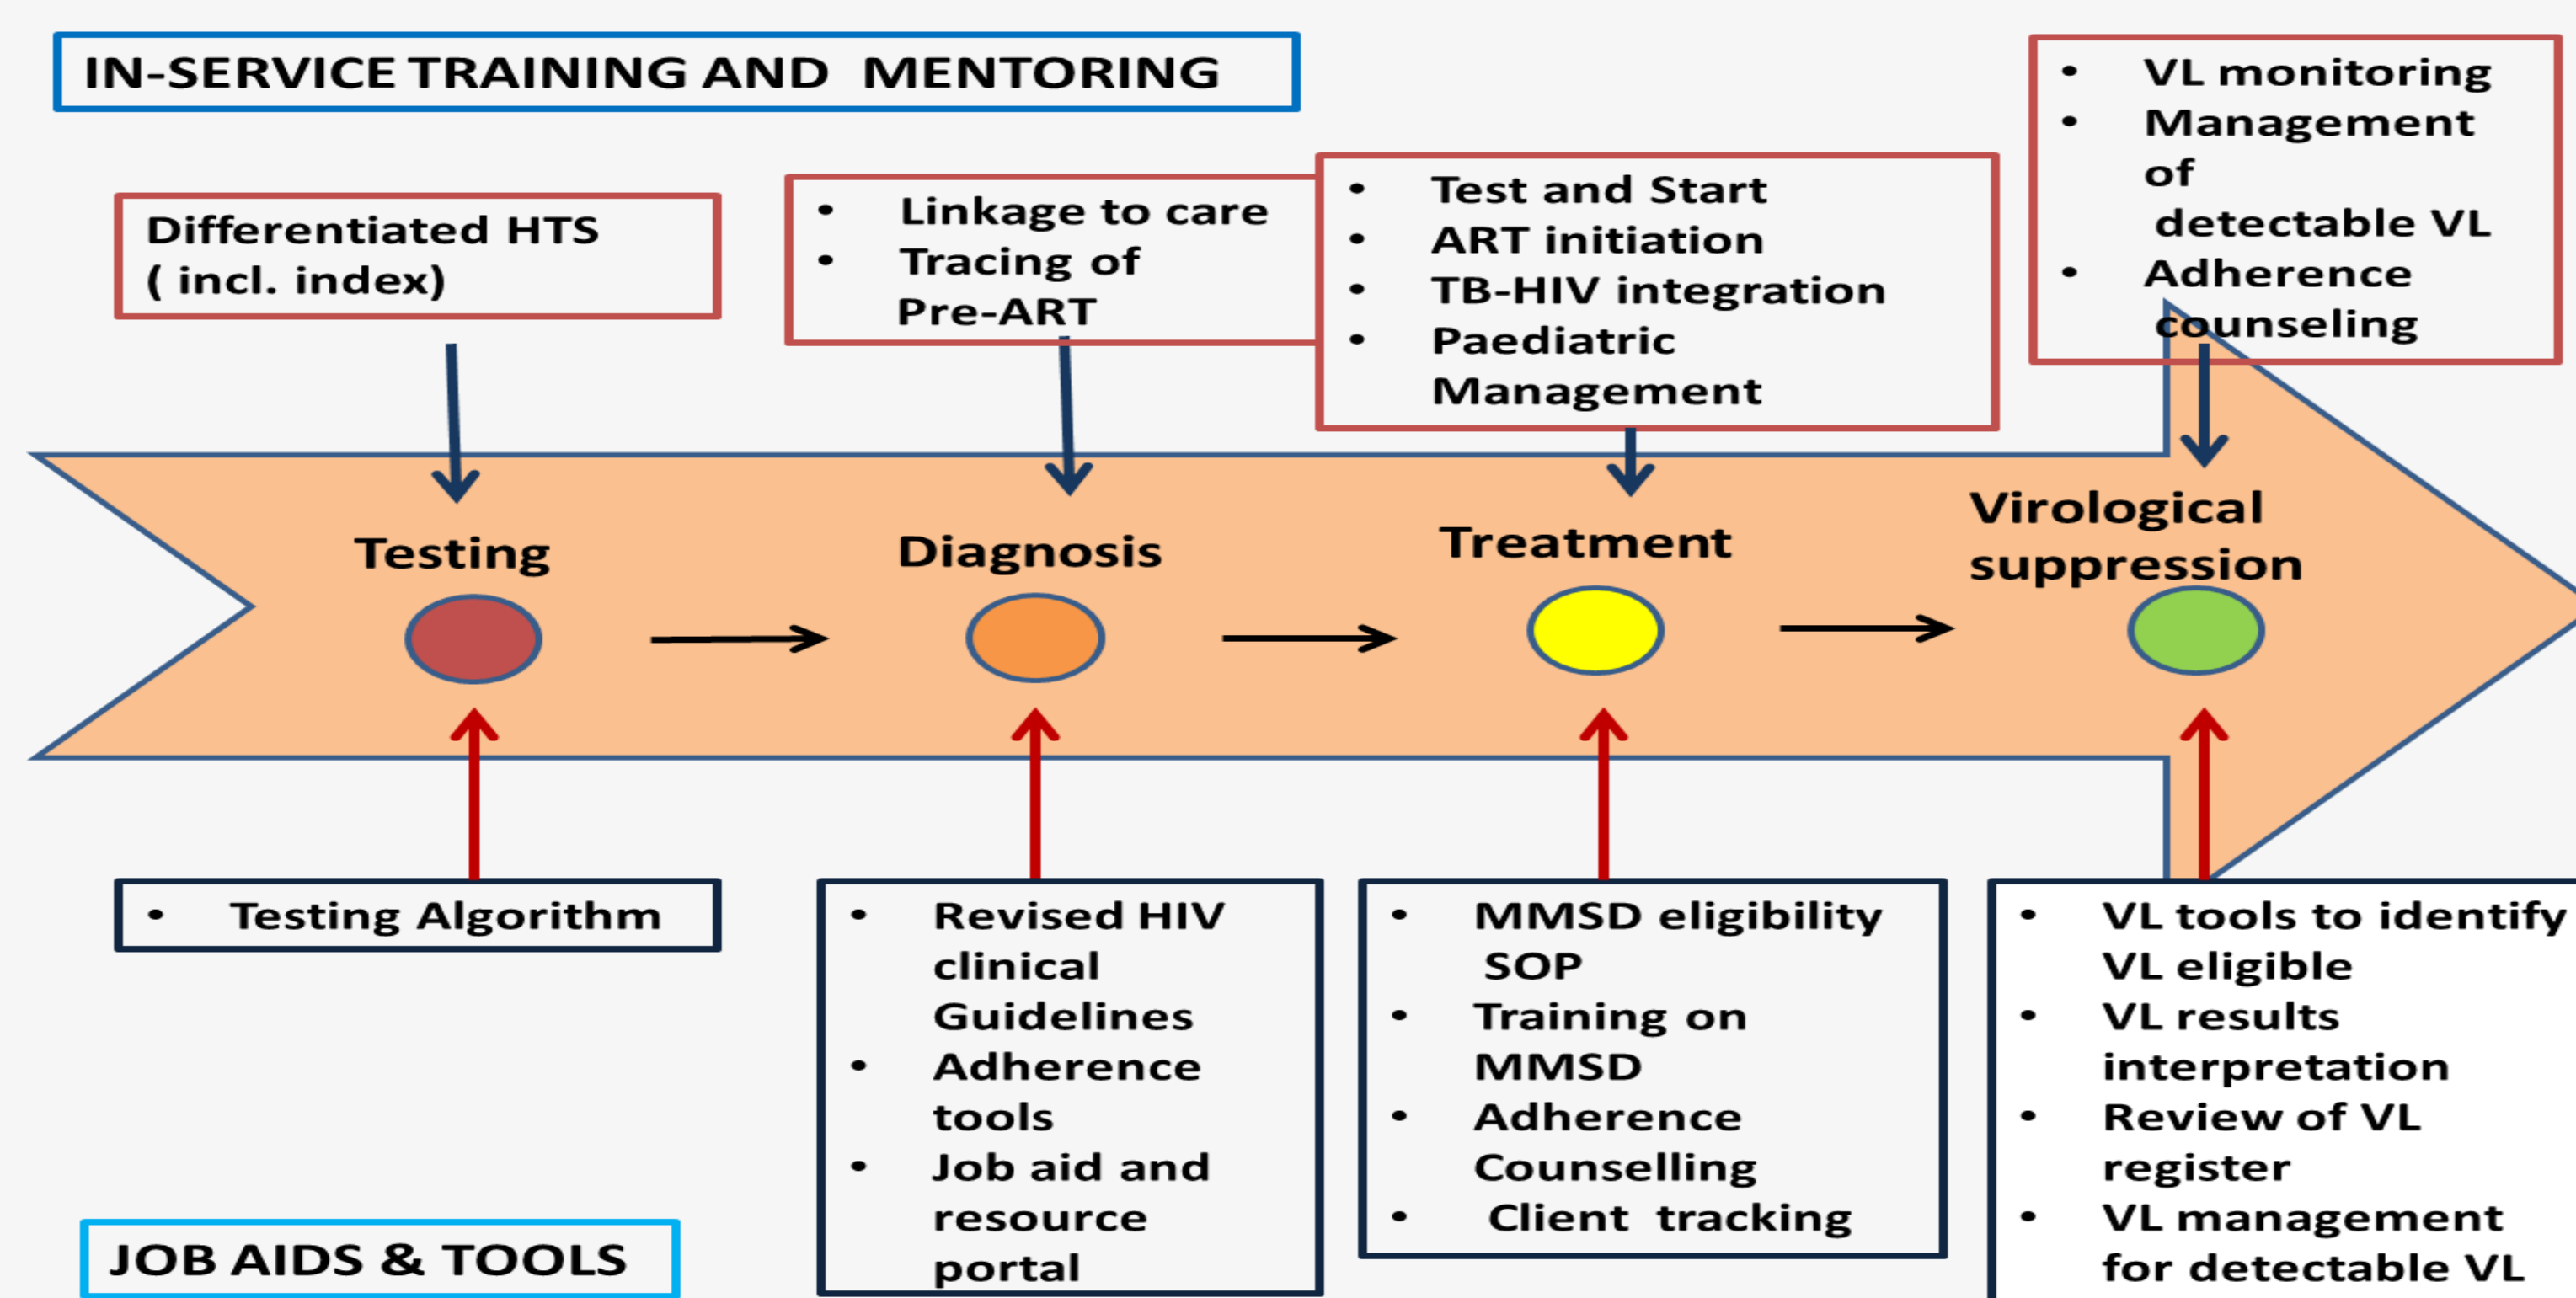 IN-SERVICE TRAINING AND MENTORING
Differentiated HTS
( incl. index)
• Linkage to care
• Tracing of
Pre-ART
• Test and Start
• ART initiation
• TB-HIV integration
• Paediatric
Management
• VL monitoring
• Management
of
detectable VL
• Adherence
counseling
Testing
Diagnosis
Treatment
Virological
suppression
• Testing Algorithm
• Revised HIV
clinical
Guidelines
• Adherence
tools
• Job aid and
resource
portal
• MMSD eligibility
SOP
• Training on
MMSD
• Adherence
Counselling
• Client tracking
• VL tools to identify
VL eligible
• VL results
interpretation
• Review of VL
register
• VL management
for detectable VL
JOB AIDS & TOOLS